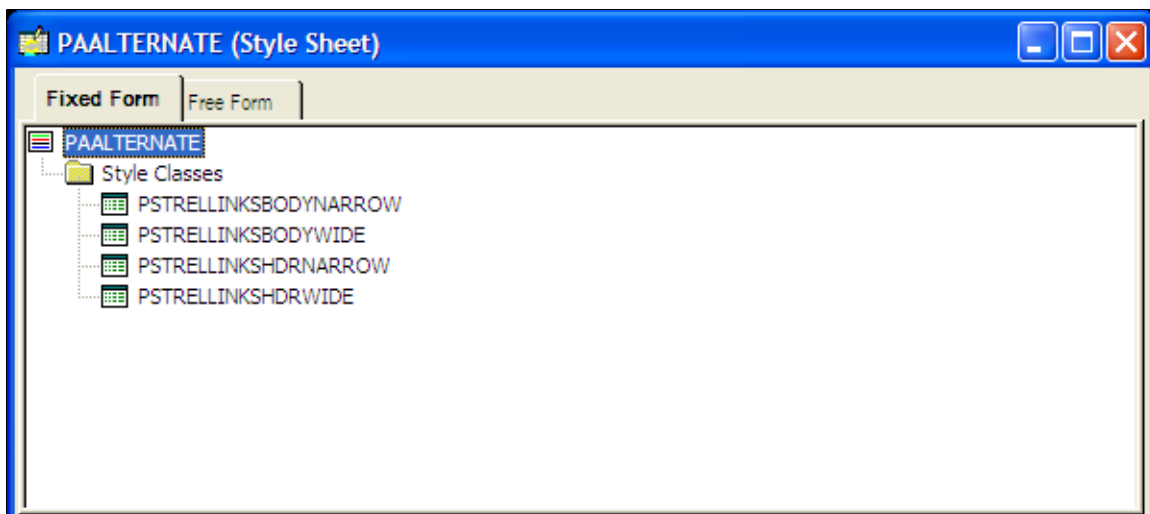 PAALTERNATE (Style Sheet)
Fixed Form Free Form
PAALTERNATE
Style Classes
PSTRELLINKSBODYNARROW
PSTRELLINKSBODYWIDE
PSTRELLINKSHDRNARROW
PSTRELLINKSHDRWIDE